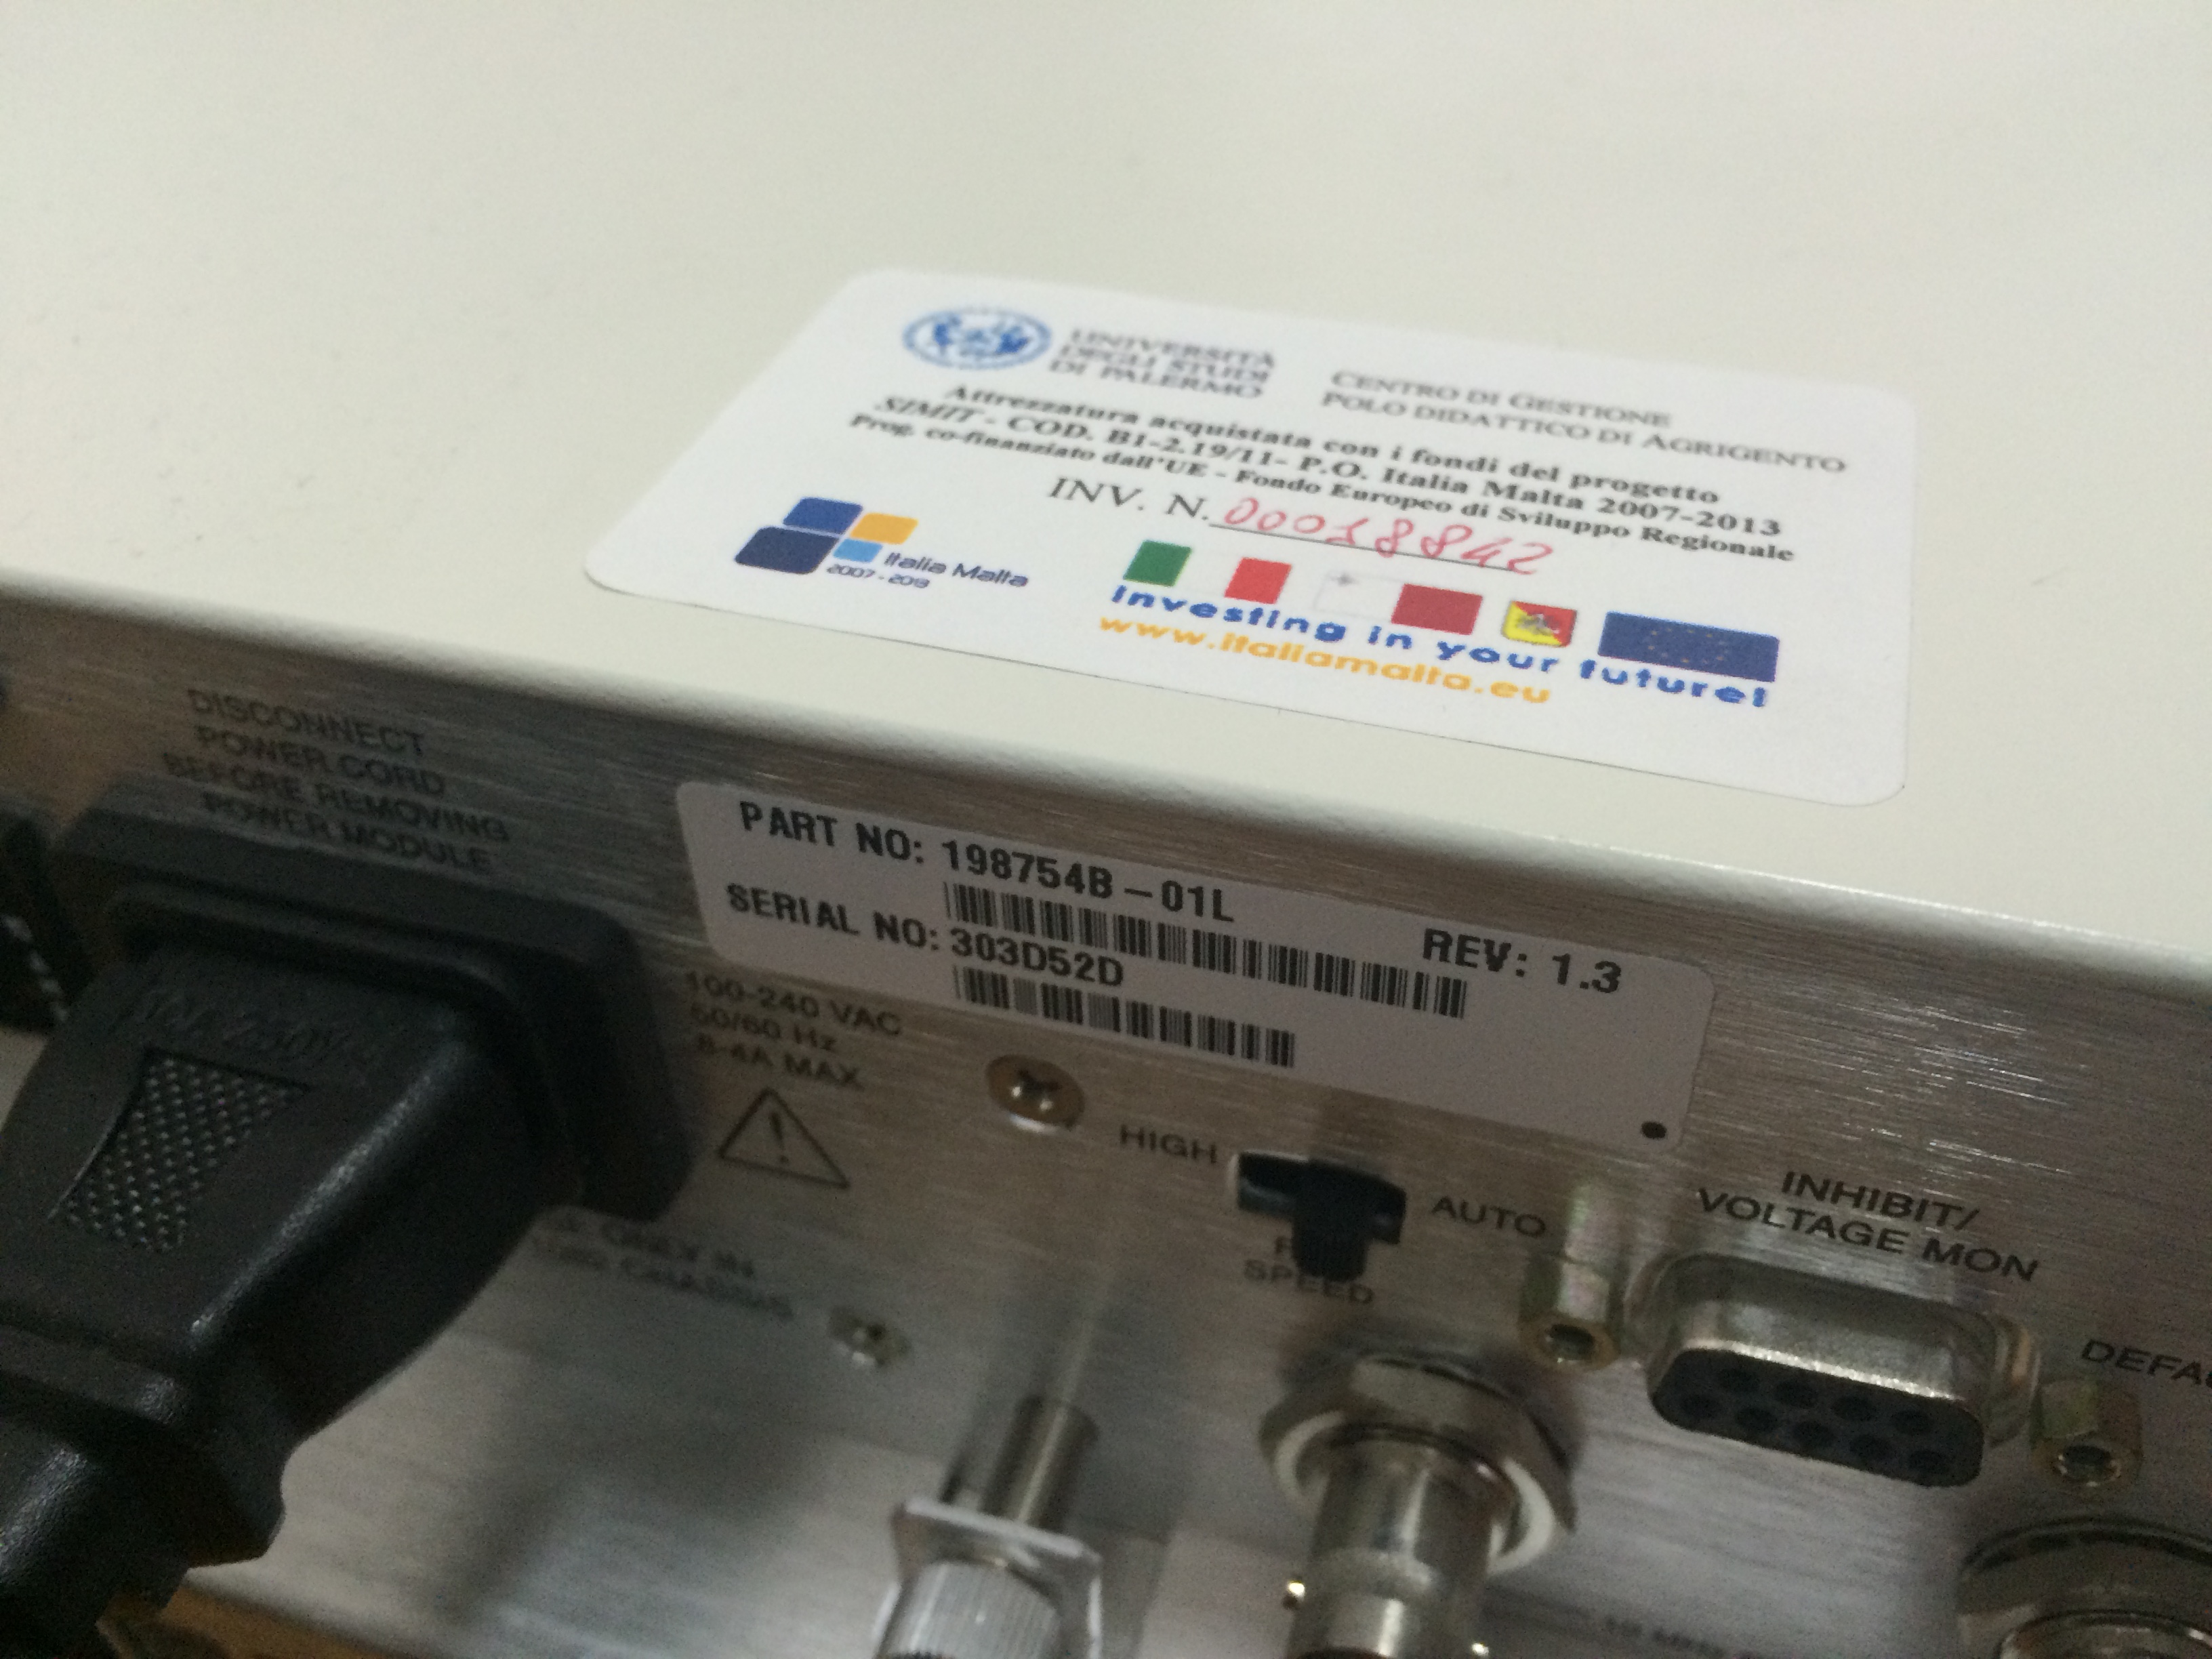 UNIVERSITÀ
DEGLI STUDI
DI PALERMO
CENTRO DI GESTIONE
POLO DIDATTICO DI AGRIGENTO
Attrezzatura acquistata con i fondi del progetto
SIMIT - COD. B1-2.19/11- P.O. Italia Malta 2007-2013
Prog. co-finanziato dall'UE - Fondo Europeo di Sviluppo Regionale
INV. N. 00018842
Italia Malta
2007 - 2013
investing in your future!
www.italiamalta.eu
DISCONNECT
POWER CORD
BEFORE REMOVING
POWER MODULE
PART NO: 198754B-01L
SERIAL NO: 303D52D
REV: 1.3
100-240 VAC
50/60 Hz
8-4A MAX
HIGH
AUTO
SPEED
INHIBIT/
VOLTAGE MON
ONLY IN
CHASSIS